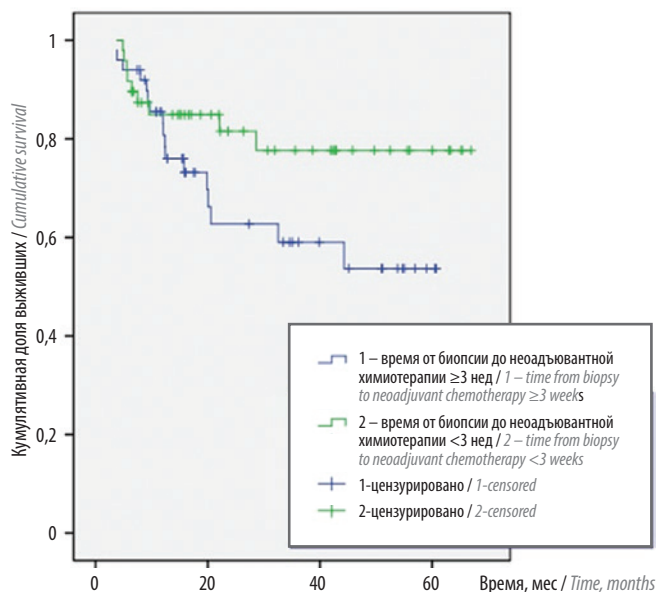 Кумулятивная доля выживших / Cumulative survival
1
0,8
0,6
0,4
0,2
0
1 – время от биопсии до неоадъювантной
химиотерапии ≥3 нед / 1 – time from biopsy
to neoadjuvant chemotherapy ≥3 weeks
2 – время от биопсии до неоадъювантной
химиотерапии <3 нед / 2 – time from biopsy
to neoadjuvant chemotherapy <3 weeks
1-цензурировано / 1-censored
2-цензурировано / 2-censored
0 20 40 60 Время, мес / Time, months